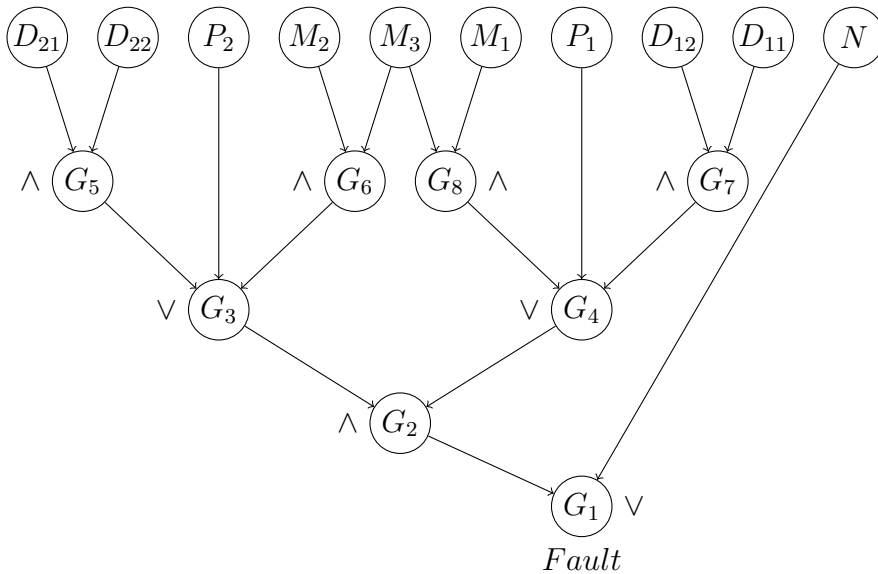 D₂₁ D₂₂ P₂ M₂ M₃ M₁ P₁ D₁₂ D₁₁ N
∧ G₅ ∧ G₆ G₈ ∧ ∧ G₇
∨ G₃ ∨ G₄
∧ G₂
G₁ ∨
Fault